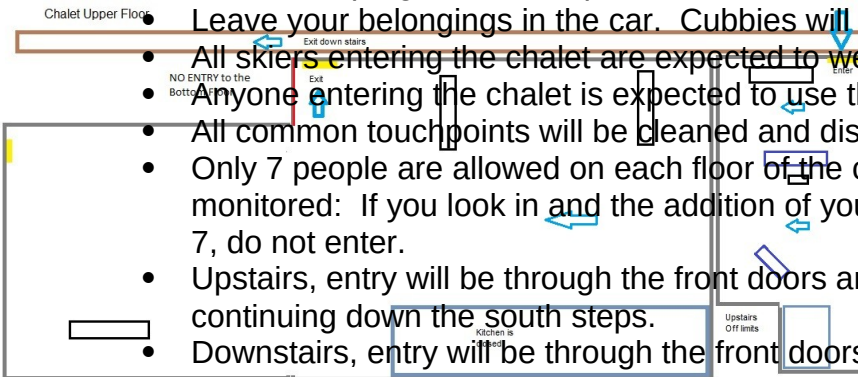 Chalet Upper Floor
Leave your belongings in the car. Cubbies will
Exit down stairs
All skiers entering the chalet are expected to we
NO ENTRY to the
Bottom Floor
Exit
Enter
Anyone entering the chalet is expected to use th
All common touchpoints will be cleaned and dis
Only 7 people are allowed on each floor of the c
monitored: If you look in and the addition of you
7, do not enter.
Upstairs, entry will be through the front doors an
continuing down the south steps.
Kitchen is
closed
Upstairs
Off limits
Downstairs, entry will be through the front doors